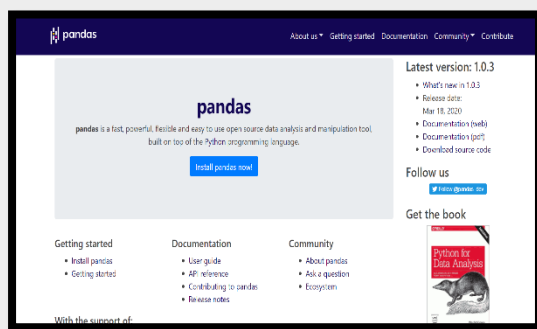 pandas
About us Getting started Documentation Community Contribute
pandas
pandas is a fast, powerful, flexible and easy to use open source data analysis and manipulation tool,
built on top of the Python programming language.
Install pandas now!
Getting started
Install pandas
Getting started
Documentation
User guide
API reference
Contributing to pandas
Release notes
Community
About pandas
Ask a question
Ecosystem
With the support of:
Latest version: 1.0.3
What's new in 1.0.3
Release date:
Mar 18, 2020
Documentation (web)
Documentation (pdf)
Download source code
Follow us
Follow @pandas_dev
Get the book
Python for
Data Analysis